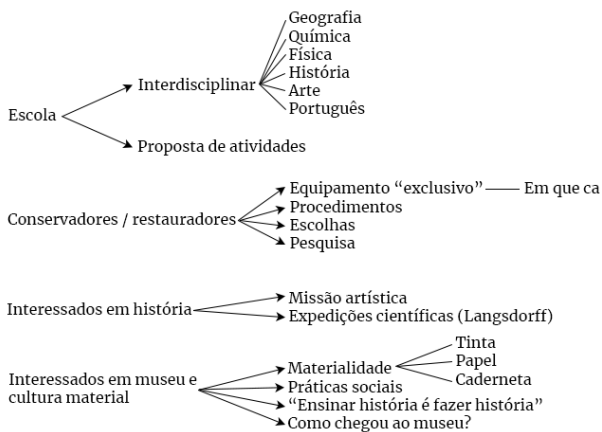 Geografia
Química
Física
Interdisciplinar
História
Arte
Português
Escola
Proposta de atividades
Equipamento “exclusivo” Em que ca
Procedimentos
Conservadores / restauradores
Escolhas
Pesquisa
Missão artística
Interessados em história
Expedições científicas (Langsdorff)
Tinta
Materialidade
Papel
Caderneta
Interessados em museu e
cultura material
Práticas sociais
“Ensinar história é fazer história”
Como chegou ao museu?